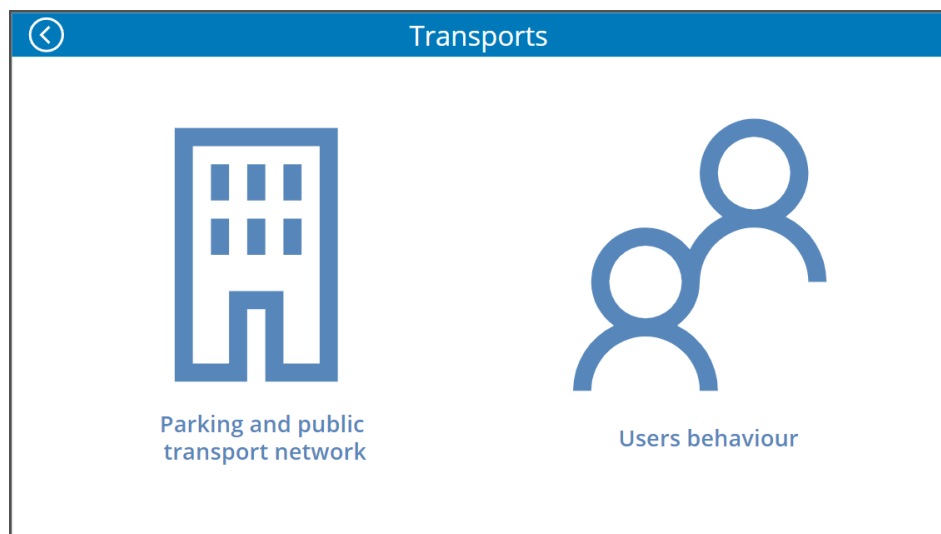 Transports
Parking and public
transport network
Users behaviour